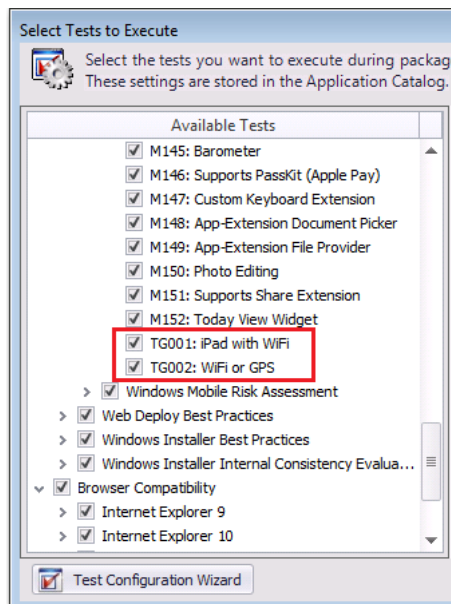 Select Tests to Execute
Select the tests you want to execute during packag
These settings are stored in the Application Catalog.
Available Tests
M145: Barometer
M146: Supports PassKit (Apple Pay)
M147: Custom Keyboard Extension
M148: App-Extension Document Picker
M149: App-Extension File Provider
M150: Photo Editing
M151: Supports Share Extension
M152: Today View Widget
TG001: iPad with WiFi
TG002: WiFi or GPS
Windows Mobile Risk Assessment
Web Deploy Best Practices
Windows Installer Best Practices
Windows Installer Internal Consistency Evalua...
Browser Compatibility
Internet Explorer 9
Internet Explorer 10
Test Configuration Wizard